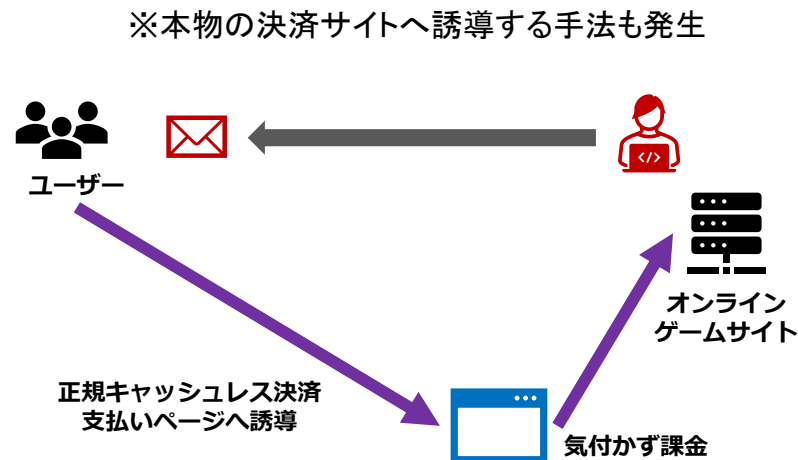 ※本物の決済サイトへ誘導する手法も発生
ユーザー
</>
オンライン
ゲームサイト
正規キャッシュレス決済
支払いページへ誘導
気付かず課金